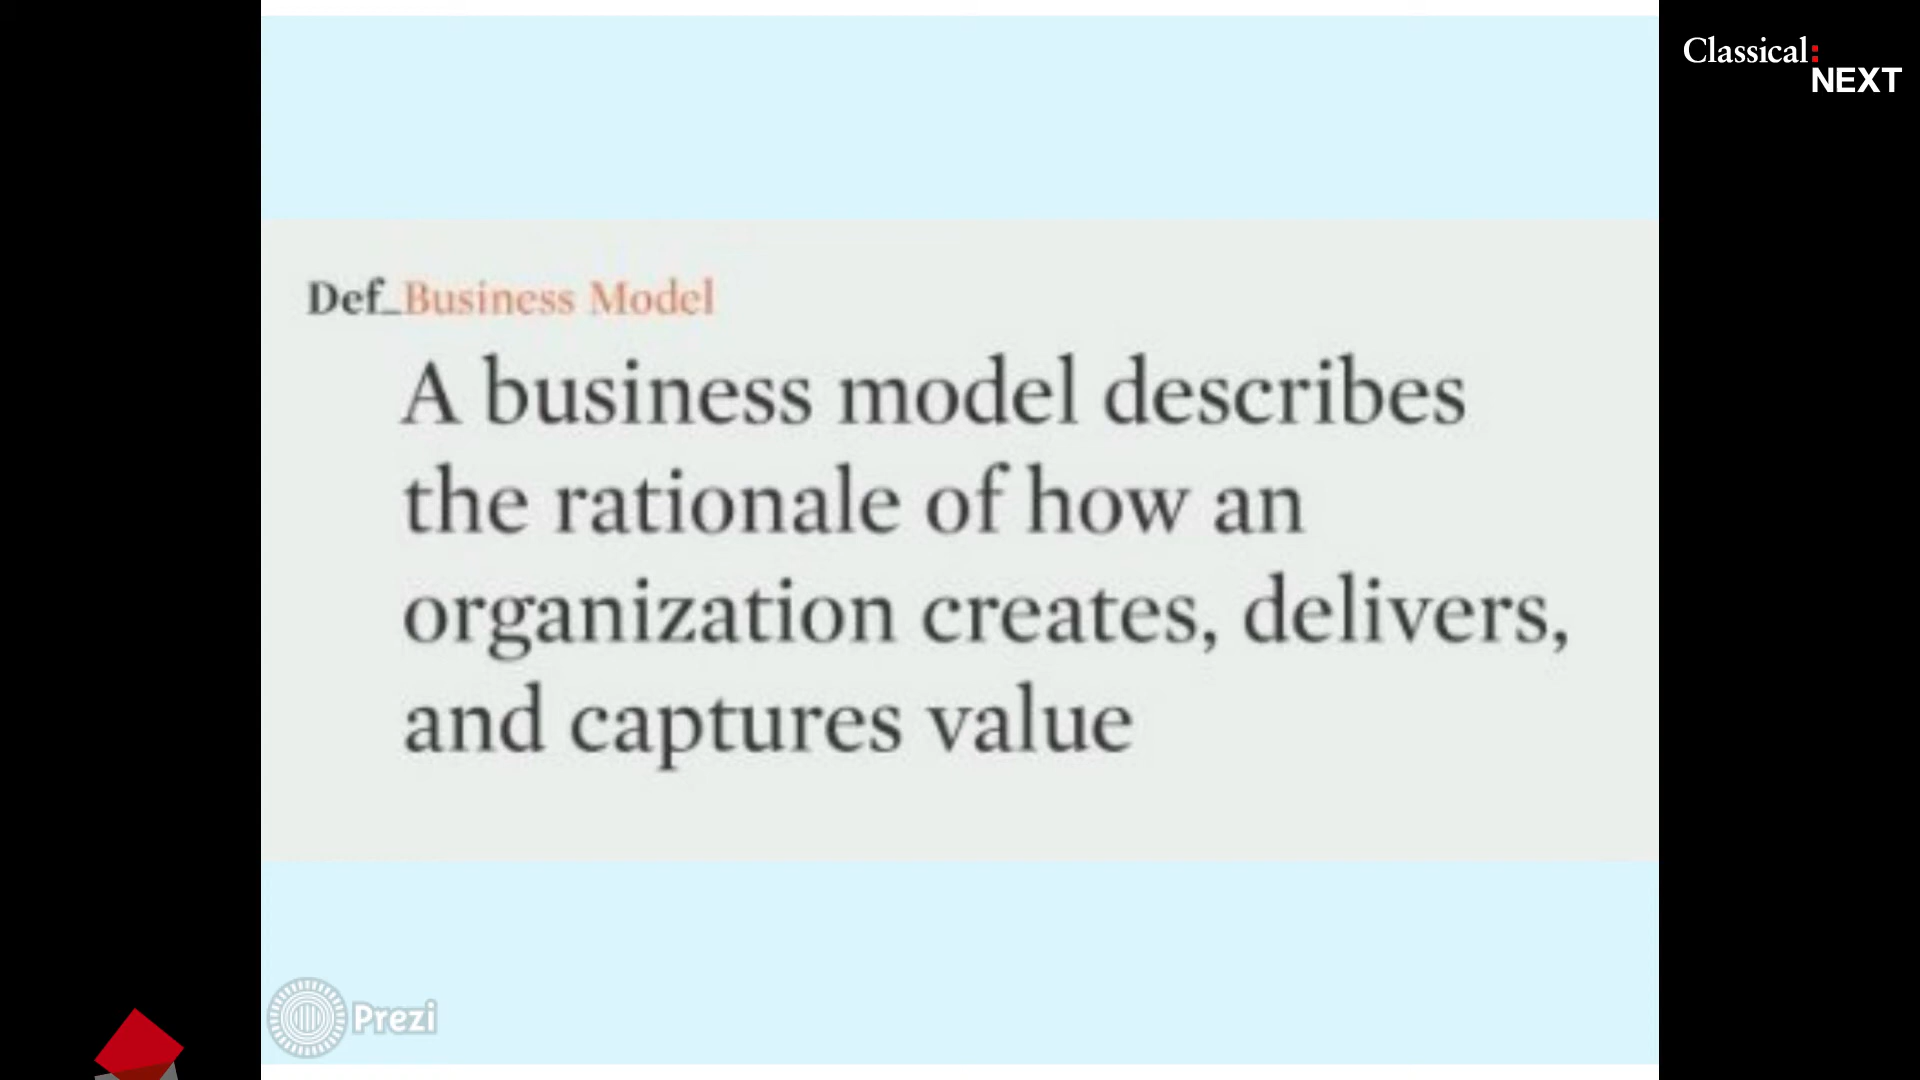 Classical:
NEXT
Def_Business Model
A business model describes
the rationale of how an
organization creates, delivers,
and captures value
Prezi